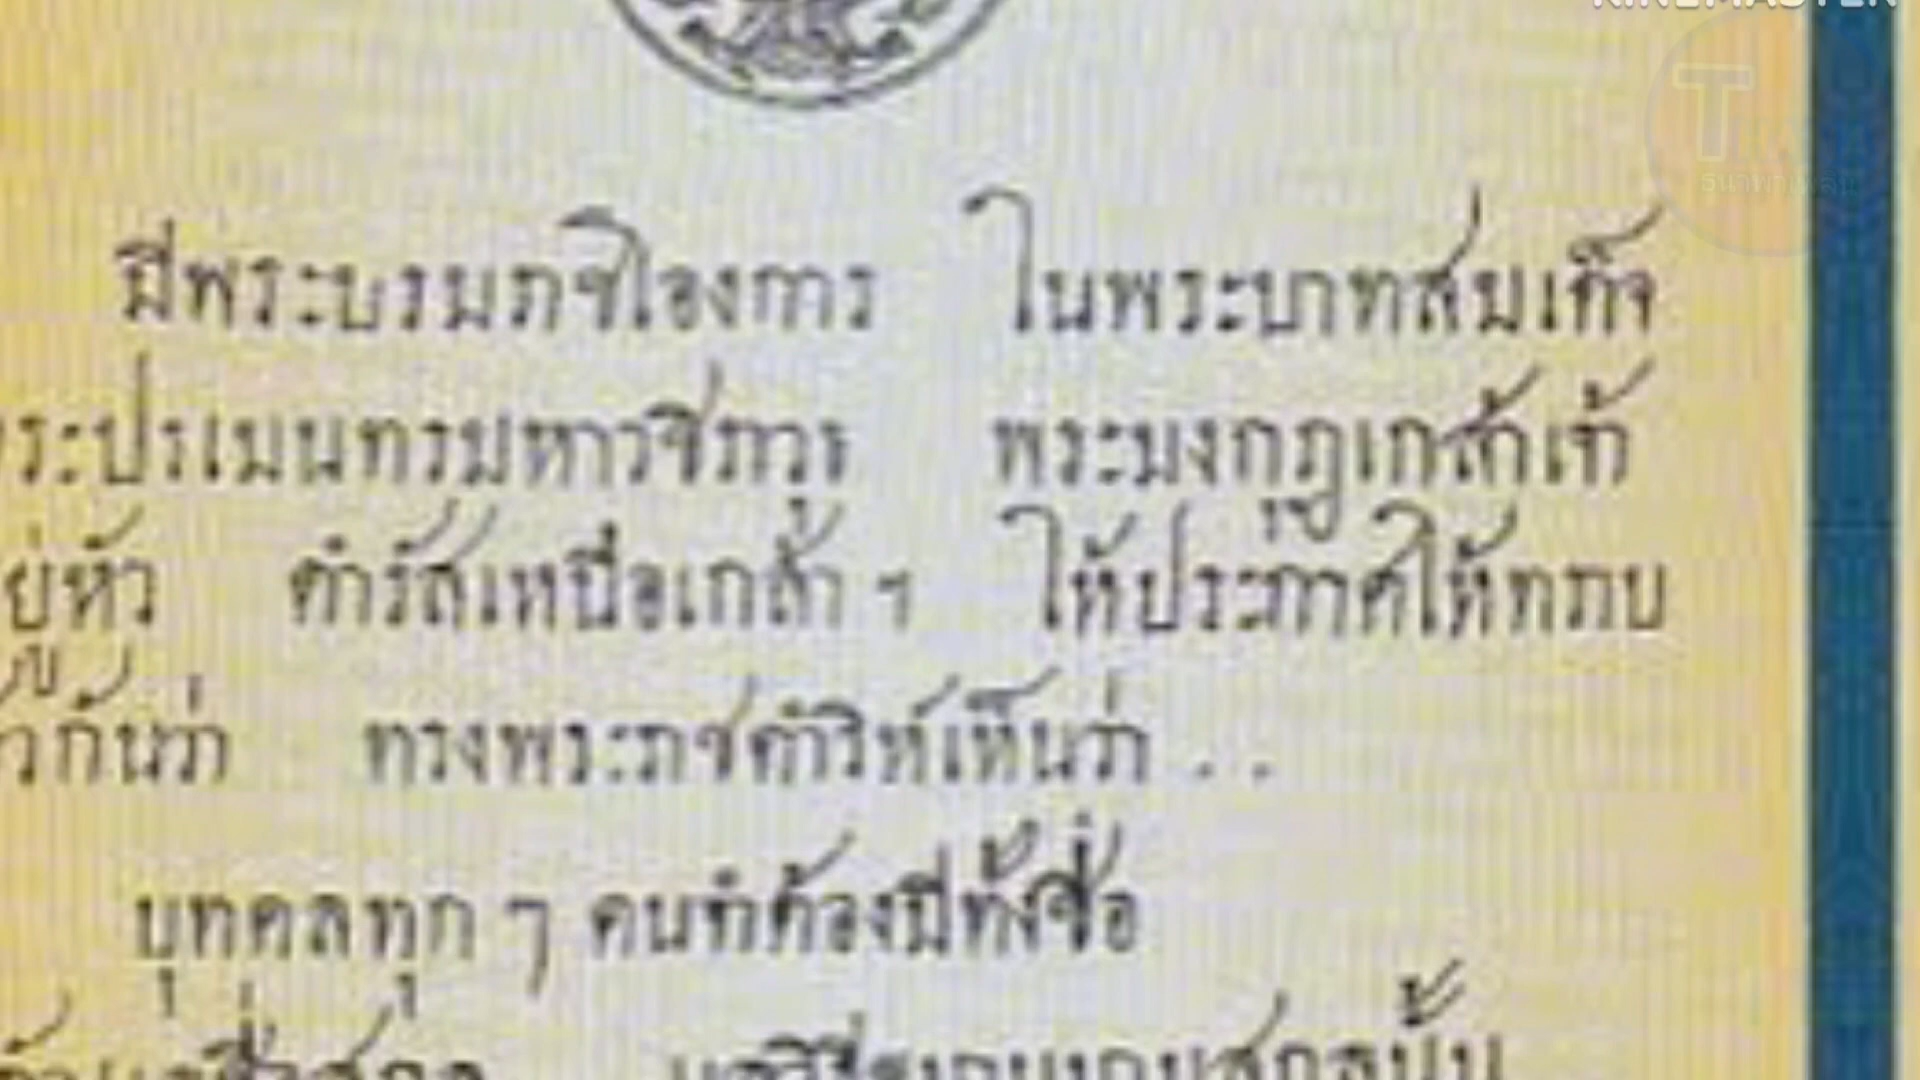 KINEMASTER
T
มีพระบรมราชโองการ ในพระบาทสมเด็จ
ระปรเมนทรมหาวชิราวุธ พระมงกุฎเกล้าเจ้า
ยู่หัว ดำรัสเหนือเกล้าฯ ให้ประกาศให้ทราบ
กันว่า ทรงพระราชดำริห์เห็นว่า . .
บุคคลทุก ๆ คนต้องมีทั้งชื่อ